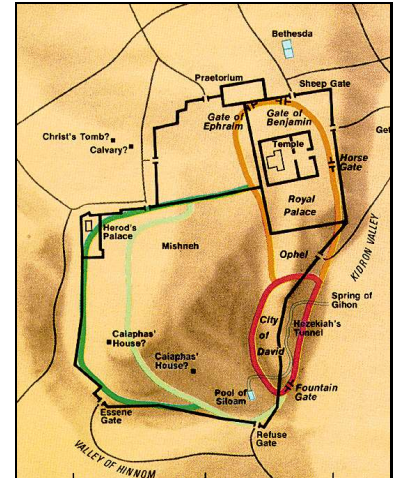 Bethesda
Praetorium
Sheep Gate
Gate of
Ephraim
Gate of
Benjamin
Christ's Tomb?
Calvary?
Temple
Get
Horse
Gate
Royal
Palace
Herod's
Palace
Mishneh
Ophel
KIDRON VALLEY
Spring of
Gihon
City
of
David
Hezekiah's
Tunnel
Caiaphas'
House?
Caiaphas'
House?
Pool of
Siloam
Fountain
Gate
Essene
Gate
Refuse
Gate
VALLEY OF HINNOM